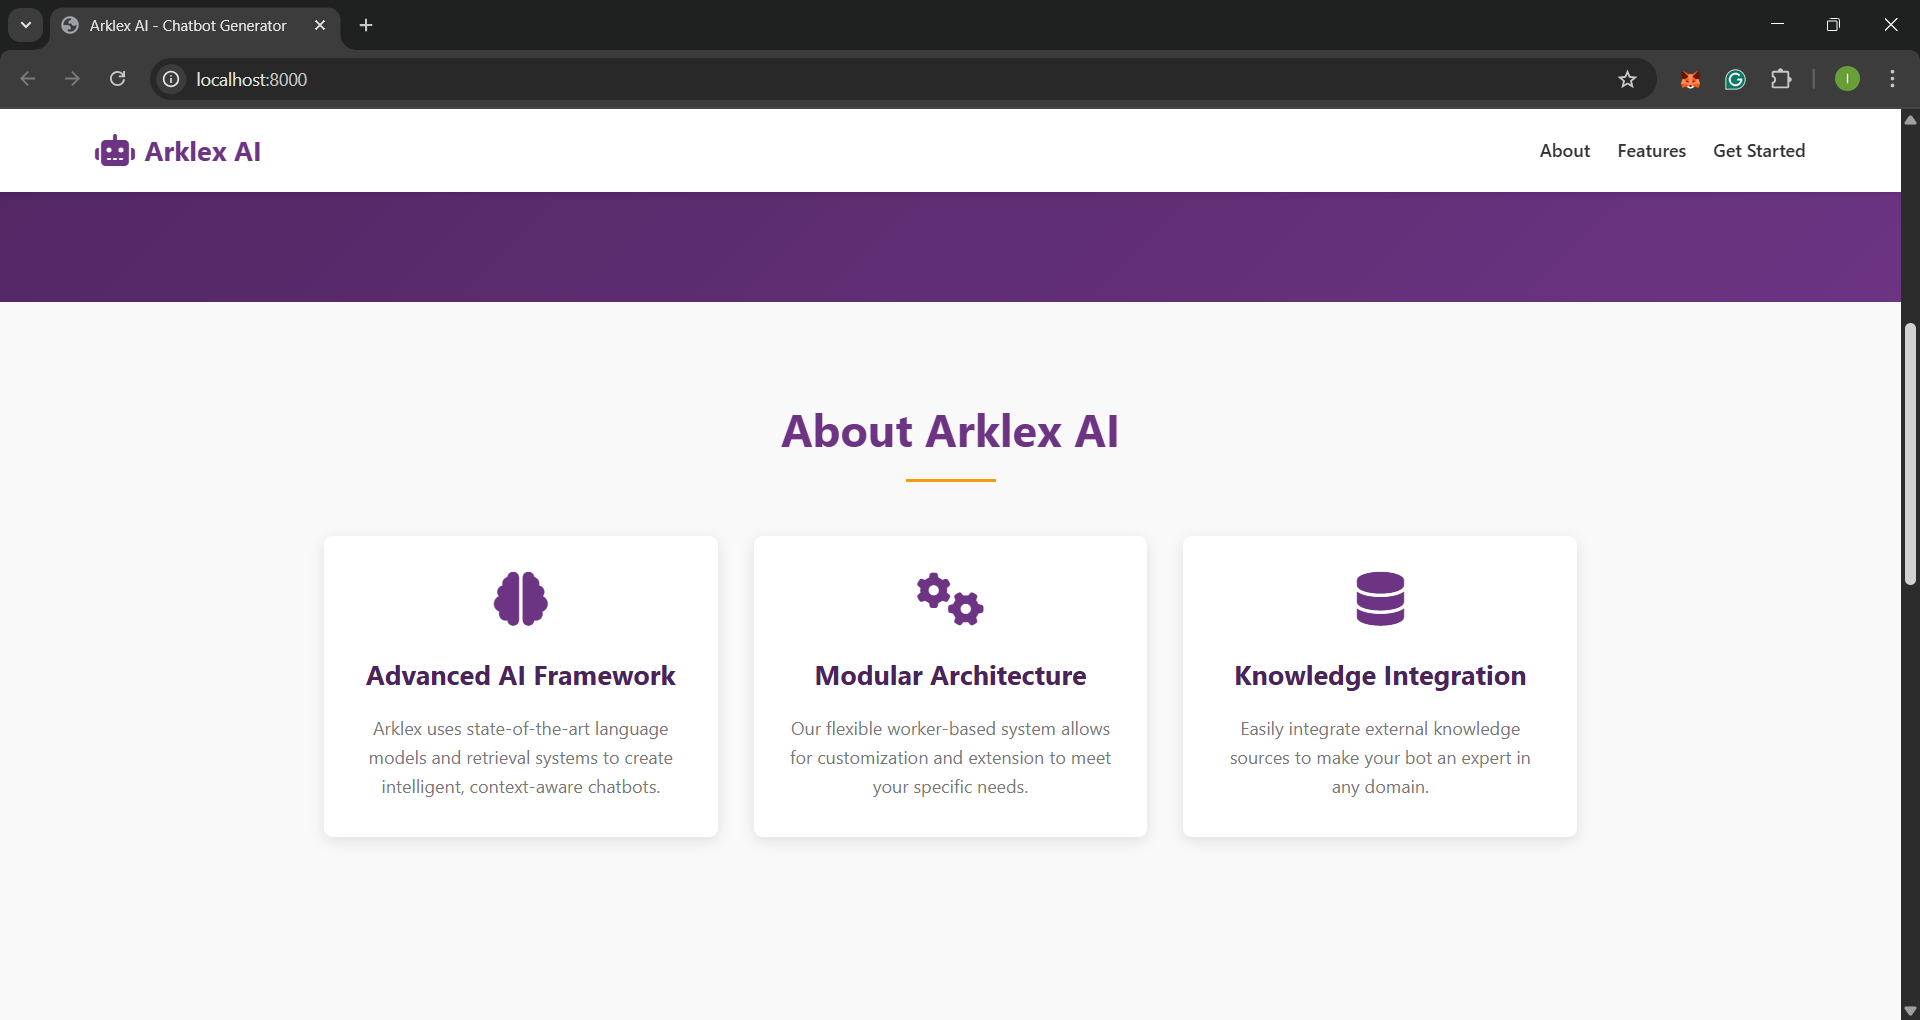 Arklex AI - Chatbot Generator
localhost:8000
I
Arklex AI
About Features Get Started
About Arklex AI
Advanced AI Framework
Arklex uses state-of-the-art language
models and retrieval systems to create
intelligent, context-aware chatbots.
Modular Architecture
Our flexible worker-based system allows
for customization and extension to meet
your specific needs.
Knowledge Integration
Easily integrate external knowledge
sources to make your bot an expert in
any domain.